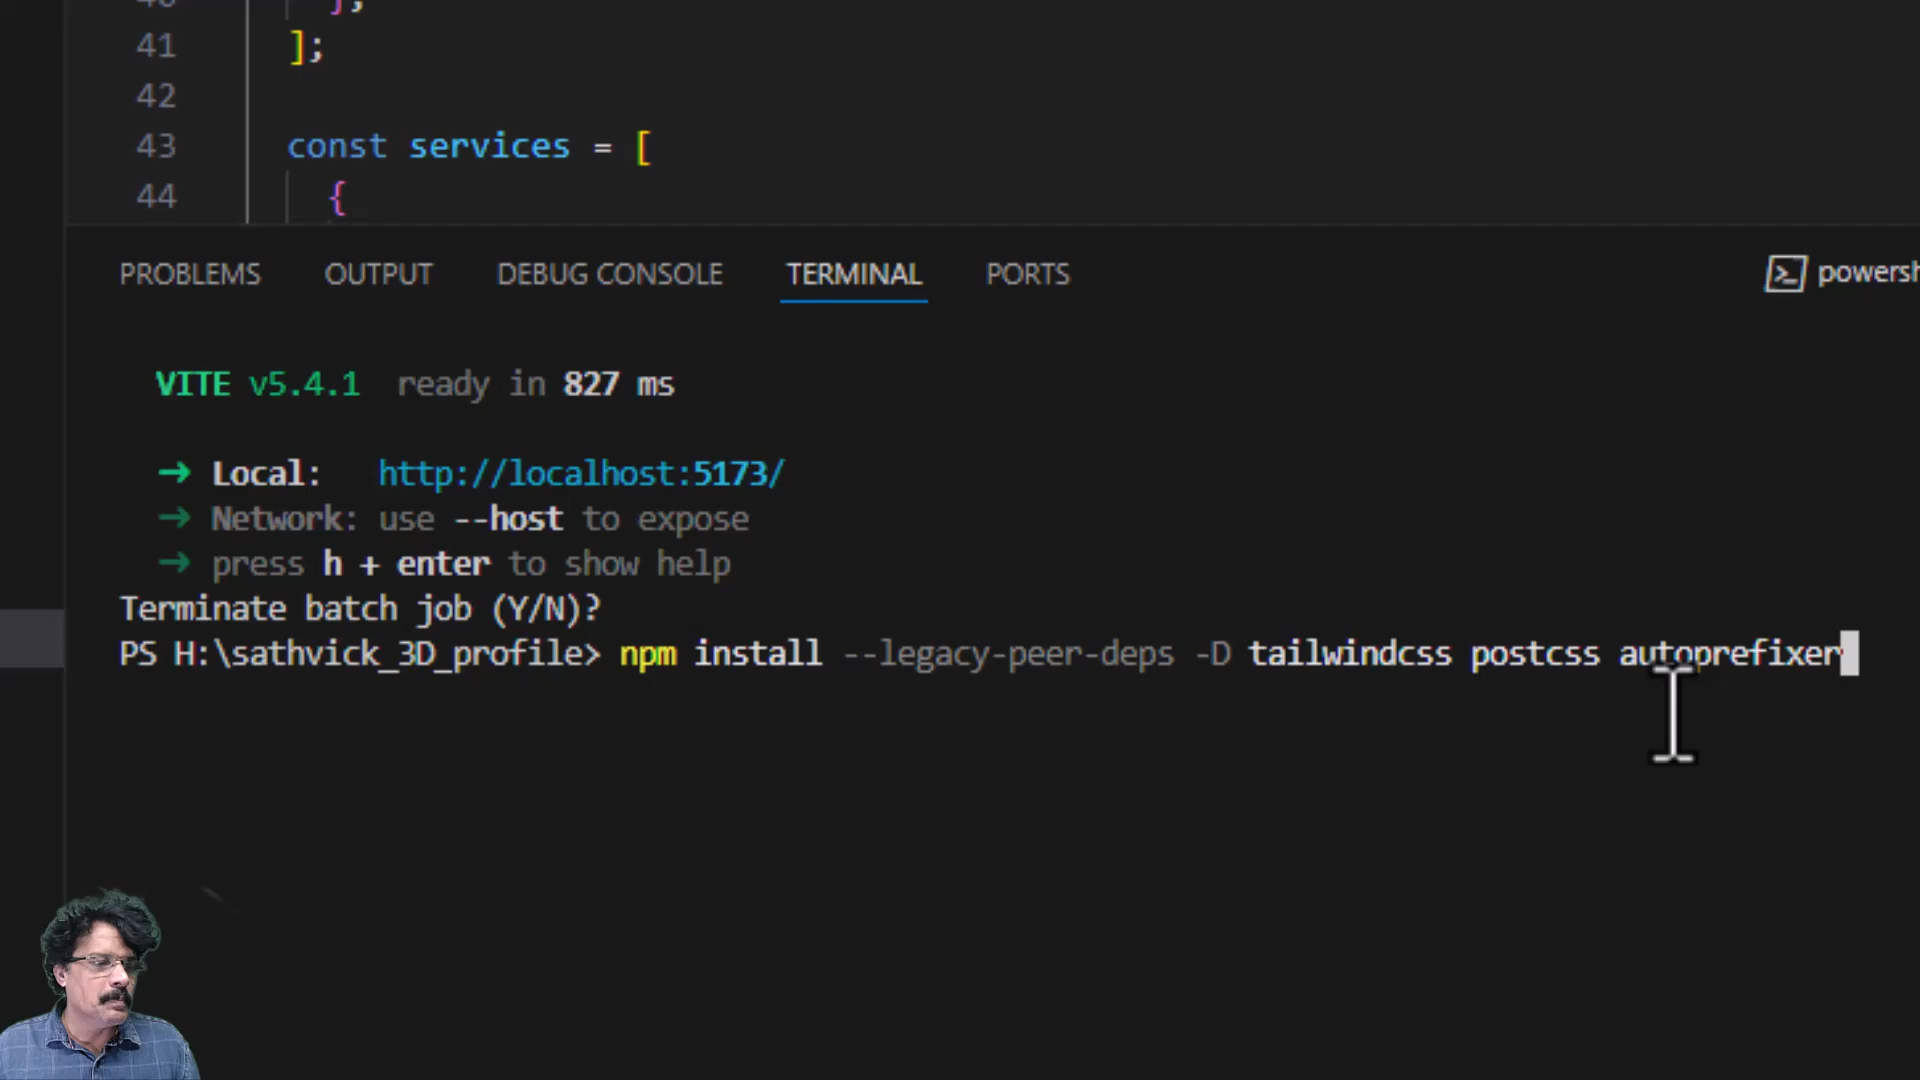 41 ];
42
43 const services = [
44 {
PROBLEMS OUTPUT DEBUG CONSOLE TERMINAL PORTS
VITE v5.4.1 ready in 827 ms
➜ Local: http://localhost:5173/
➜ Network: use --host to expose
➜ press h + enter to show help
Terminate batch job (Y/N)?
PS H:\sathvick_3D_profile> npm install --legacy-peer-deps -D tailwindcss postcss autoprefixer